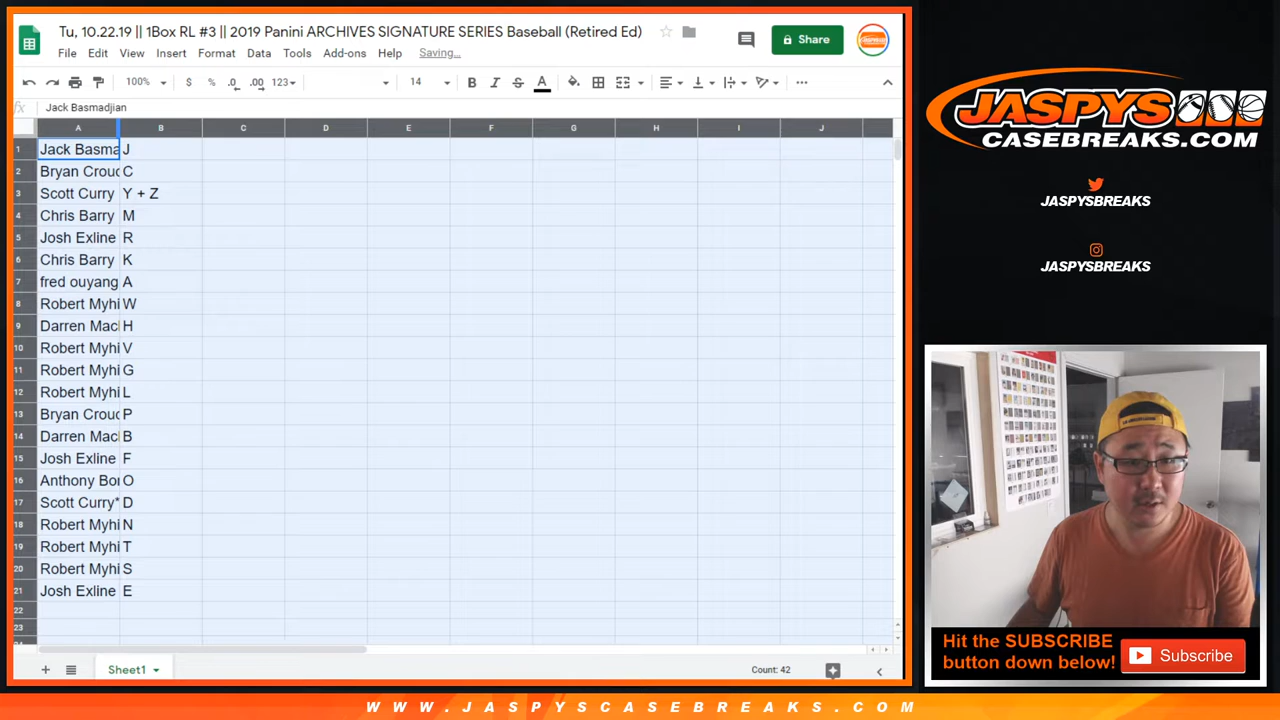 Tu, 10.22.19 || 1Box RL #3 || 2019 Panini ARCHIVES SIGNATURE SERIES Baseball (Retired Ed)
File Edit View Insert Format Data Tools Add-ons Help Saving...
Share
100% $ % .0 .00 123 14 B I S A
fx Jack Basmadjian
A B C D E F G H I J
1 Jack Basma J
2 Bryan Crouc C
3 Scott Curry Y + Z
4 Chris Barry M
5 Josh Exline R
6 Chris Barry K
7 fred ouyang A
8 Robert Myhi W
9 Darren Mac H
10 Robert Myhi V
11 Robert Myhi G
12 Robert Myhi L
13 Bryan Crouc P
14 Darren Mac B
15 Josh Exline F
16 Anthony Bor O
17 Scott Curry* D
18 Robert Myhi N
19 Robert Myhi T
20 Robert Myhi S
21 Josh Exline E
22
23
Sheet1
Count: 42
JASPYS
CASEBREAKS.COM
JASPYSBREAKS
JASPYSBREAKS
Hit the SUBSCRIBE
button down below!
Subscribe
WWW.JASPYSCASEBREAKS.COM